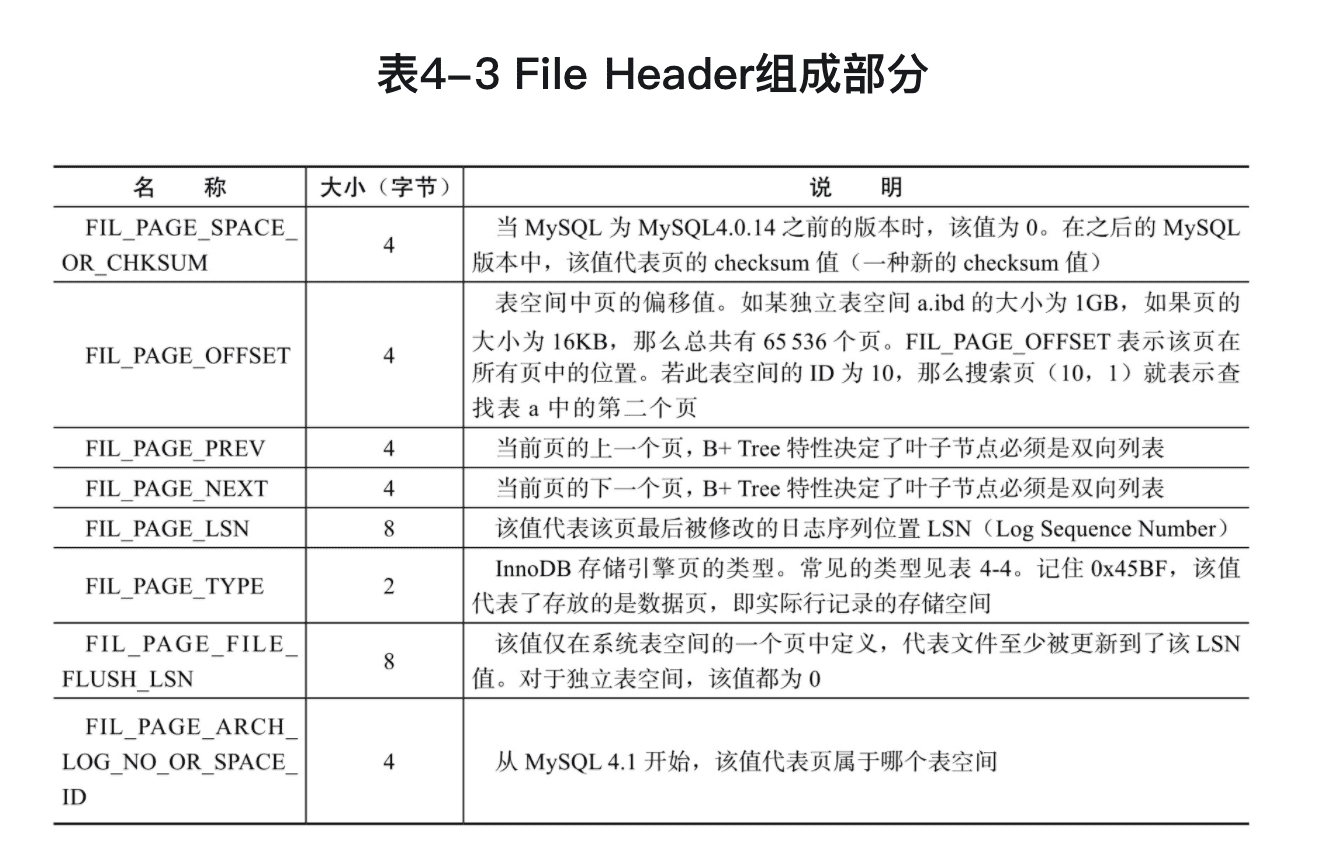 表4-3 File Header组成部分
名 称 大小（字节） 说 明
FIL_PAGE_SPACE_
OR_CHKSUM
4
当 MySQL 为 MySQL4.0.14 之前的版本时，该值为 0。在之后的 MySQL
版本中，该值代表页的 checksum 值（一种新的 checksum 值）
FIL_PAGE_OFFSET
4
表空间中页的偏移值。如某独立表空间 a.ibd 的大小为 1GB，如果页的
大小为 16KB，那么总共有 65 536 个页。FIL_PAGE_OFFSET 表示该页在
所有页中的位置。若此表空间的 ID 为 10，那么搜索页（10，1）就表示查
找表 a 中的第二个页
FIL_PAGE_PREV 4 当前页的上一个页，B+ Tree 特性决定了叶子节点必须是双向列表
FIL_PAGE_NEXT 4 当前页的下一个页，B+ Tree 特性决定了叶子节点必须是双向列表
FIL_PAGE_LSN 8 该值代表该页最后被修改的日志序列位置 LSN（Log Sequence Number）
FIL_PAGE_TYPE
2
InnoDB 存储引擎页的类型。常见的类型见表 4-4。记住 0x45BF，该值
代表了存放的是数据页，即实际行记录的存储空间
FIL_PAGE_FILE_
FLUSH_LSN
8
该值仅在系统表空间的一个页中定义，代表文件至少被更新到了该 LSN
值。对于独立表空间，该值都为 0
FIL_PAGE_ARCH_
LOG_NO_OR_SPACE_
ID
4
从 MySQL 4.1 开始，该值代表页属于哪个表空间